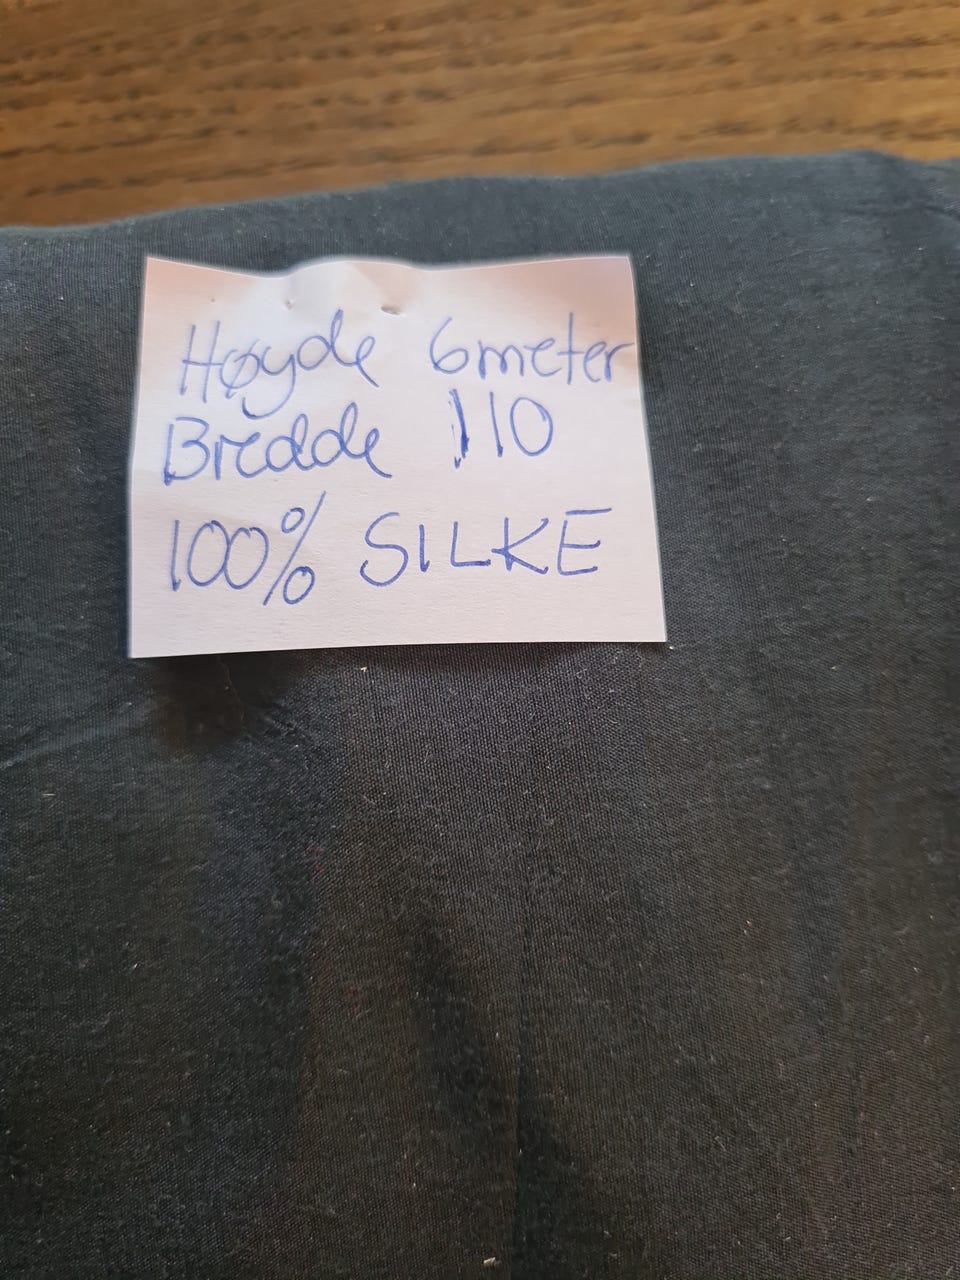 Høyde 6meter
Bredde 110
100% SILKE